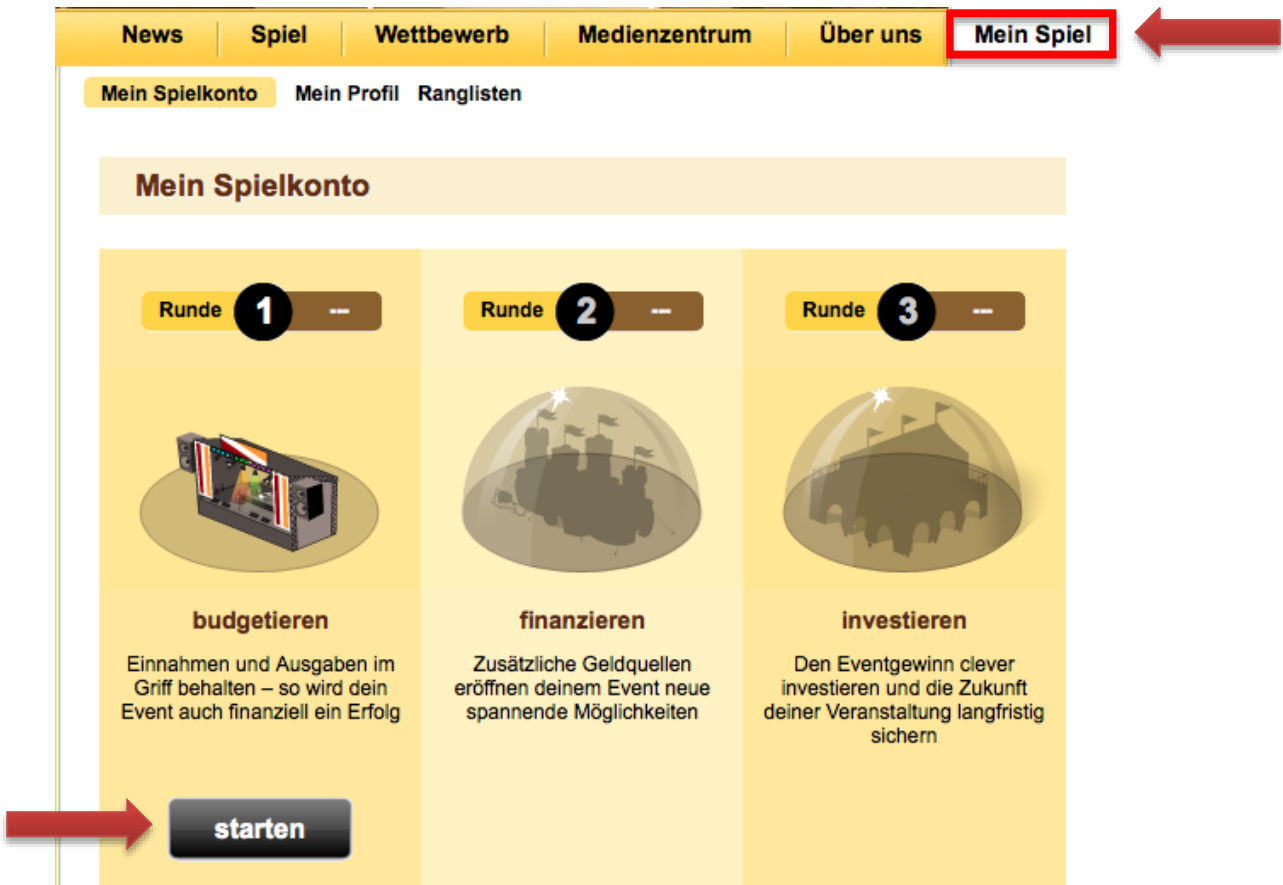 News Spiel Wettbewerb Medienzentrum Über uns Mein Spiel
Mein Spielkonto Mein Profil Ranglisten
Mein Spielkonto
Runde 1 ---
Runde 2 ---
Runde 3 ---
budgetieren
Einnahmen und Ausgaben im
Griff behalten – so wird dein
Event auch finanziell ein Erfolg
starten
finanzieren
Zusätzliche Geldquellen
eröffnen deinem Event neue
spannende Möglichkeiten
investieren
Den Eventgewinn clever
investieren und die Zukunft
deiner Veranstaltung langfristig
sichern